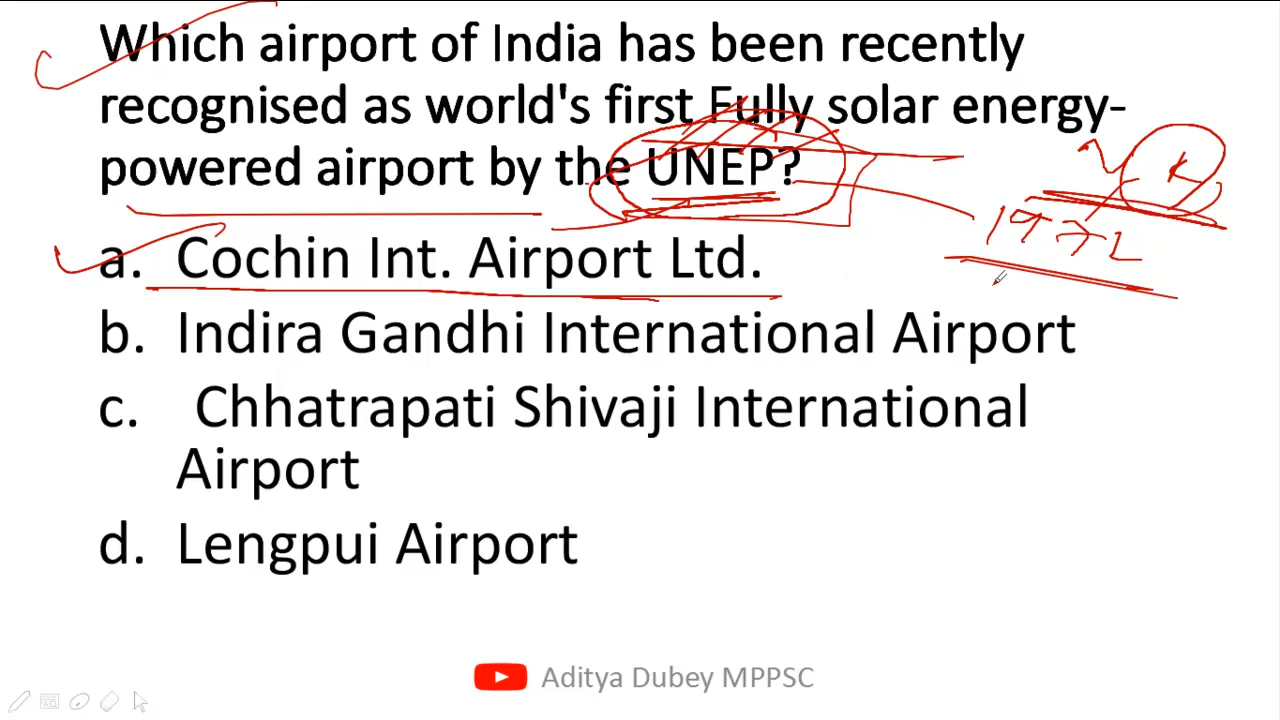 Which airport of India has been recently
recognised as world's first Fully solar energy-
powered airport by the UNEP?
K
1972
a. Cochin Int. Airport Ltd.
b. Indira Gandhi International Airport
c. Chhatrapati Shivaji International
Airport
d. Lengpui Airport
Aditya Dubey MPPSC